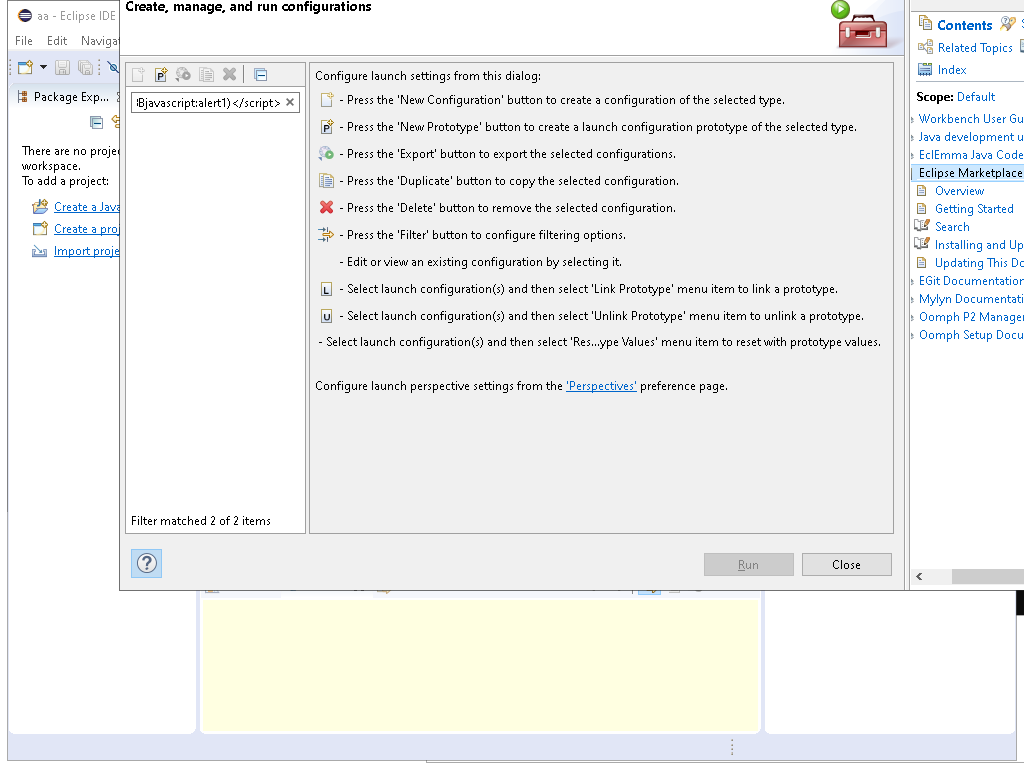 aa - Eclipse IDE
File Edit Naviga
Package Exp...
There are no proje
workspace.
To add a project:
Create a Java
Create a proj
Import proje
Create, manage, and run configurations
javascript:alert1)</script>
Filter matched 2 of 2 items
Configure launch settings from this dialog:
- Press the 'New Configuration' button to create a configuration of the selected type.
- Press the 'New Prototype' button to create a launch configuration prototype of the selected type.
- Press the 'Export' button to export the selected configurations.
- Press the 'Duplicate' button to copy the selected configuration.
- Press the 'Delete' button to remove the selected configuration.
- Press the 'Filter' button to configure filtering options.
- Edit or view an existing configuration by selecting it.
L - Select launch configuration(s) and then select 'Link Prototype' menu item to link a prototype.
U - Select launch configuration(s) and then select 'Unlink Prototype' menu item to unlink a prototype.
- Select launch configuration(s) and then select 'Res...ype Values' menu item to reset with prototype values.
Configure launch perspective settings from the 'Perspectives' preference page.
Run Close
Contents
Related Topics
Index
Scope: Default
Workbench User Gu
Java development u
EclEmma Java Code
Eclipse Marketplace
Overview
Getting Started
Search
Installing and Up
Updating This Do
EGit Documentation
Mylyn Documentati
Oomph P2 Manager
Oomph Setup Docu